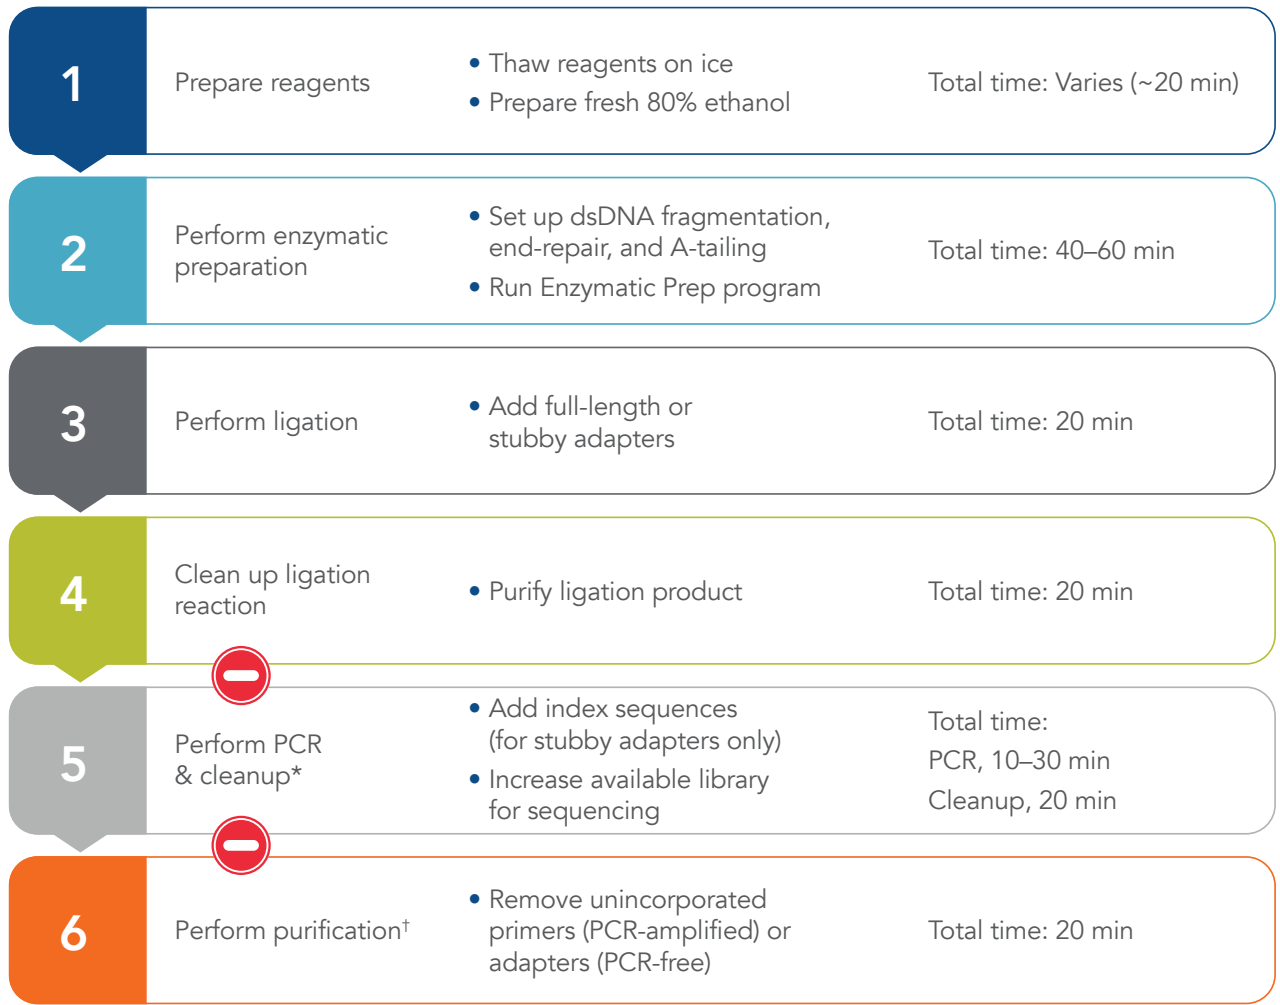 1
Prepare reagents
• Thaw reagents on ice
• Prepare fresh 80% ethanol
Total time: Varies (~20 min)
2
Perform enzymatic
preparation
• Set up dsDNA fragmentation,
end-repair, and A-tailing
• Run Enzymatic Prep program
Total time: 40–60 min
3
Perform ligation
• Add full-length or
stubby adapters
Total time: 20 min
4
Clean up ligation
reaction
• Purify ligation product
Total time: 20 min
5
Perform PCR
& cleanup*
• Add index sequences
(for stubby adapters only)
• Increase available library
for sequencing
Total time:
PCR, 10–30 min
Cleanup, 20 min
6
Perform purification†
• Remove unincorporated
primers (PCR-amplified) or
adapters (PCR-free)
Total time: 20 min